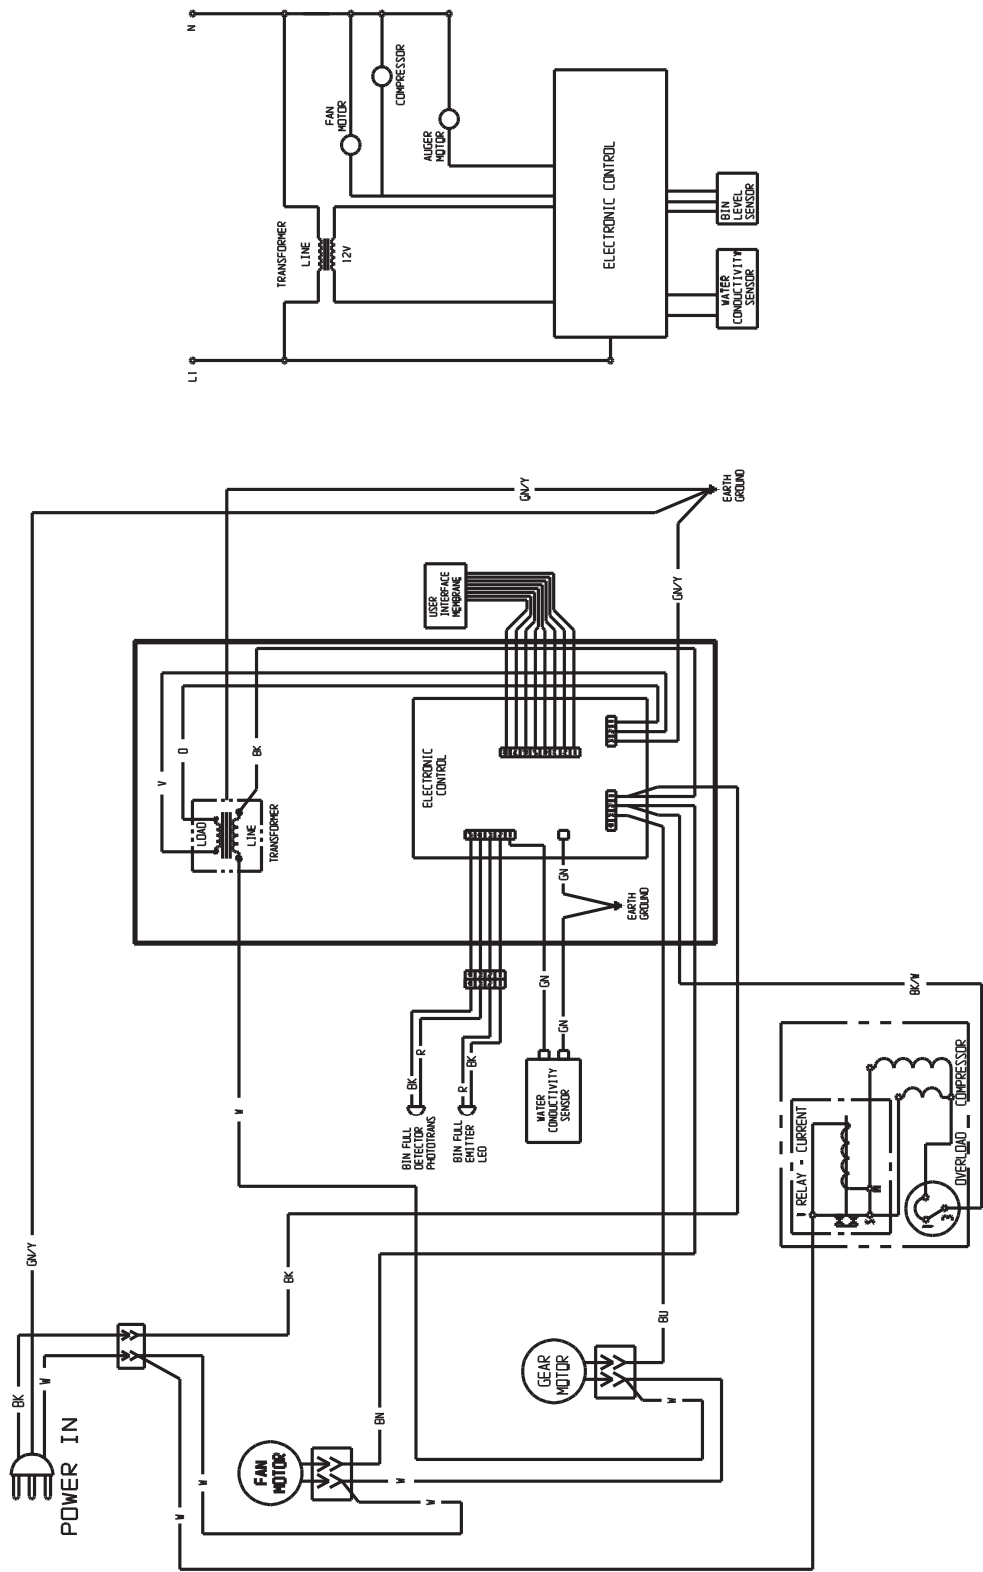 N
COMPRESSOR
FAN
MOTOR
AUGER
MOTOR
ELECTRONIC CONTROL
BIN
LEVEL
SENSOR
TRANSFORMER
LINE
12V
WATER
CONDUCTIVITY
SENSOR
L1
GN/Y
EARTH
GROUND
USER
INTERFACE
MEMBRANE
GN/Y
V
O
BK
ELECTRONIC
CONTROL
LOAD
LINE
TRANSFORMER
GN
EARTH
GROUND
GN
GN
BK/W
BK
R
R
BK
W
BIN FULL
DETECTOR
PHOTOTRANS
BIN FULL
EMITTER
LED
WATER
CONDUCTIVITY
SENSOR
RELAY - CURRENT
COMPRESSOR
OVERLOAD
M
S
1
3
GN/Y
BK
BU
GEAR
MOTOR
W
BK
W
POWER IN
BN
FAN
MOTOR
W
W
W
W